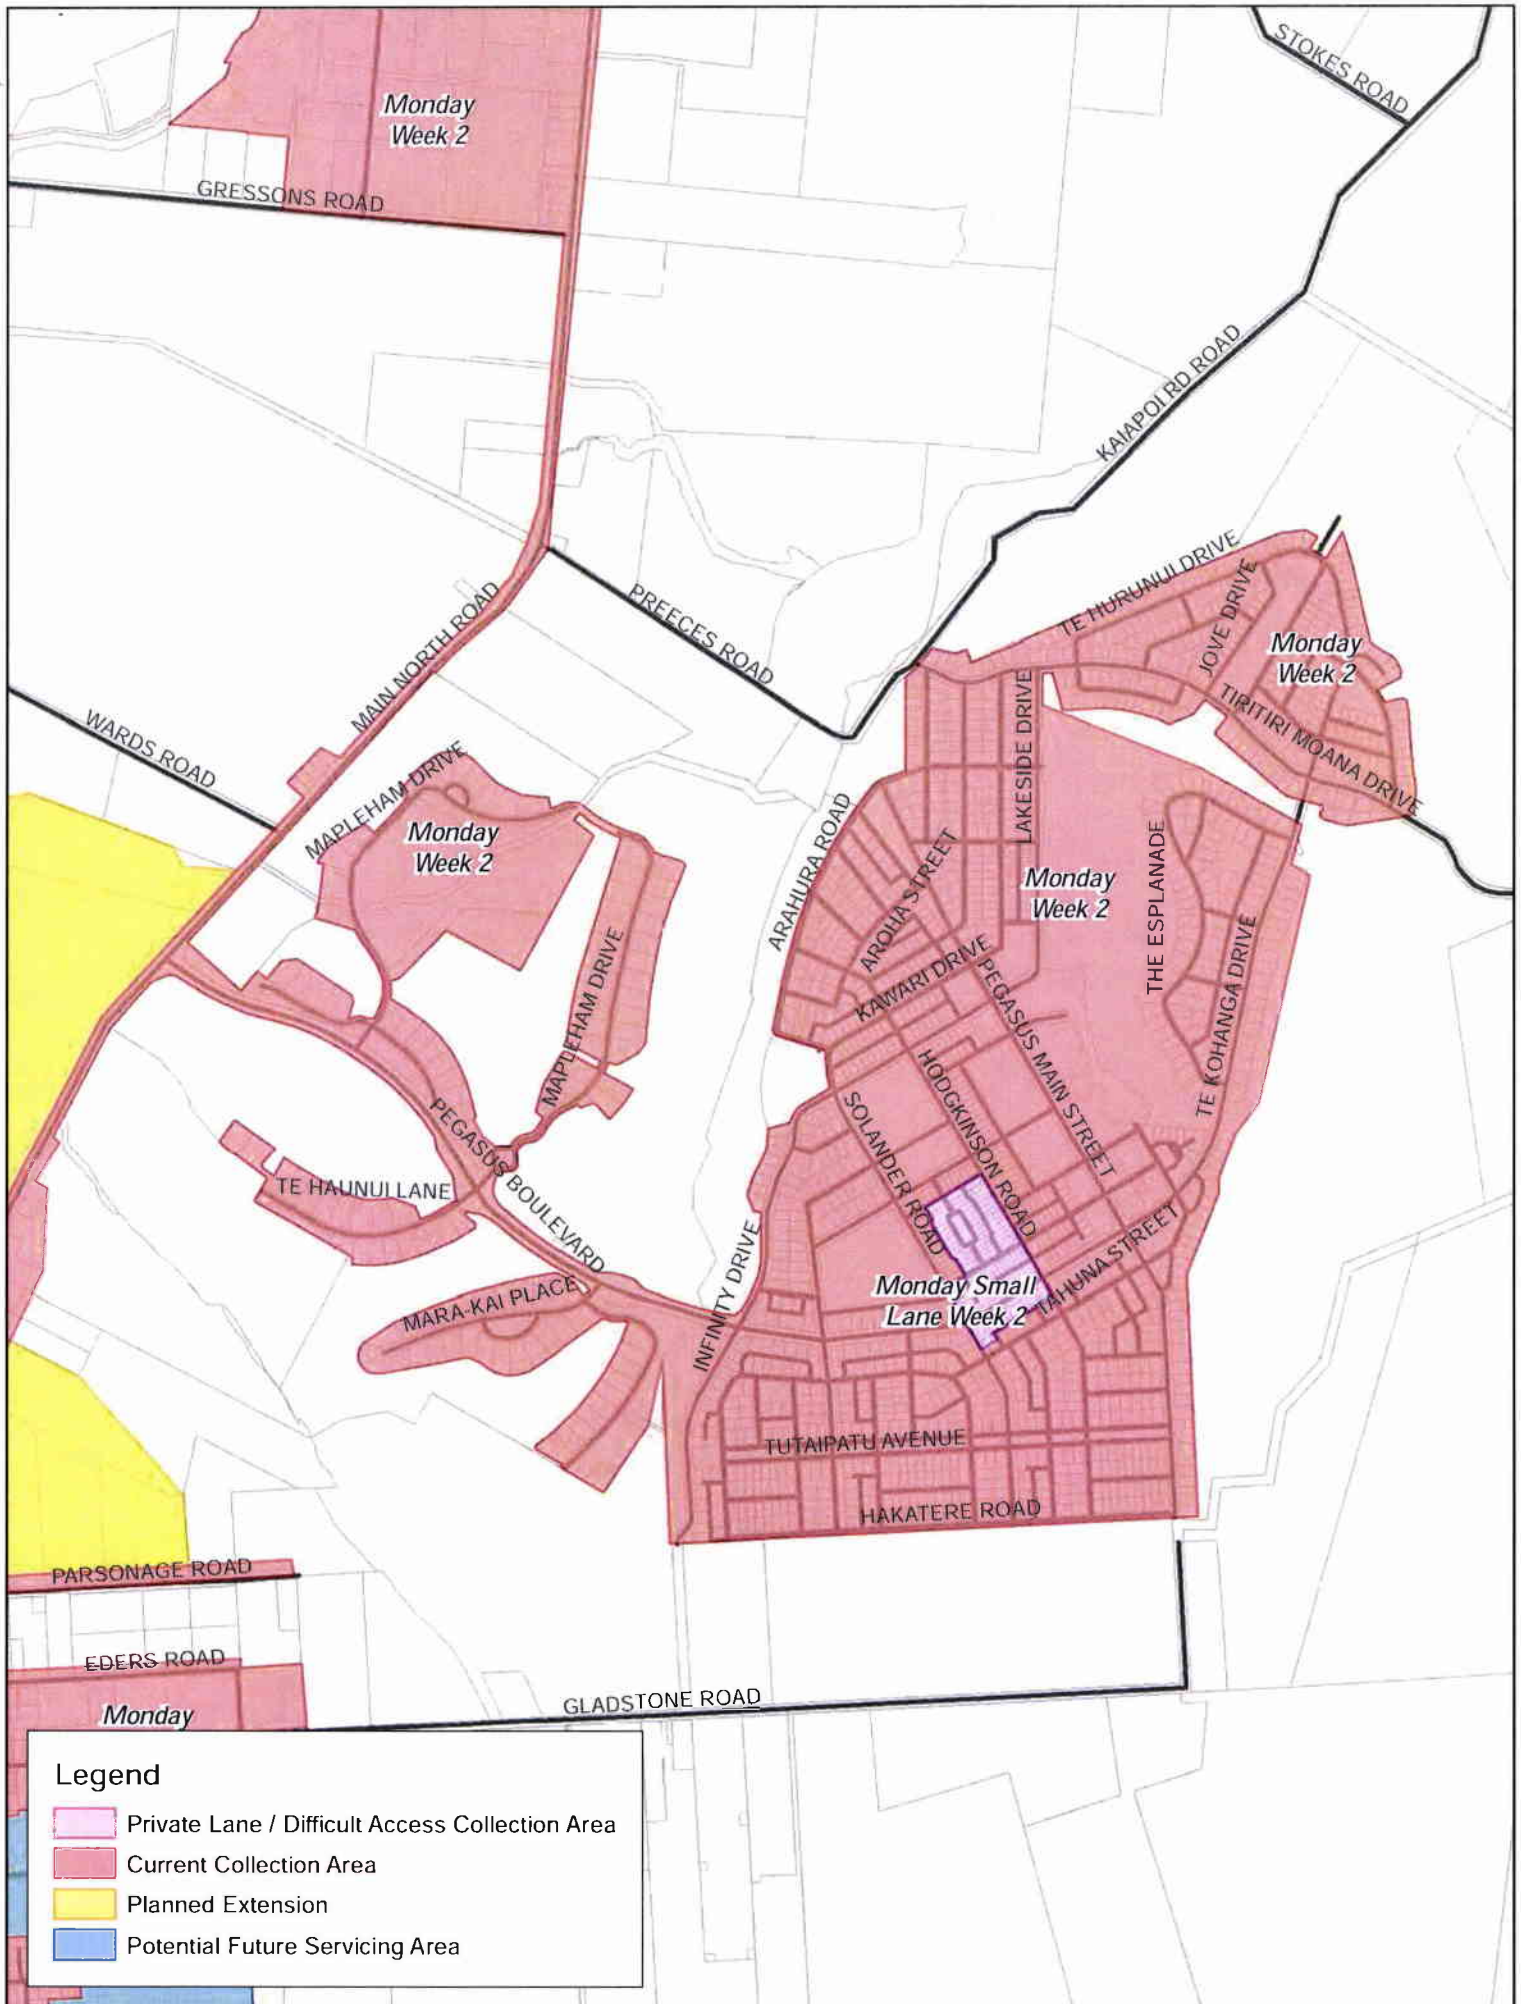 STOKES ROAD
Monday
Week 2
GRESSONS ROAD
KAIAPOI RD ROAD
TE HURUNUI DRIVE
JOVE DRIVE
Monday
Week 2
MAIN NORTH ROAD
PREECES ROAD
LAKESIDE DRIVE
TIRITIRI MOANA DRIVE
WARDS ROAD
MAPLEHAM DRIVE
Monday
Week 2
ARAHURA ROAD
AROHA STREET
Monday
Week 2
THE ESPLANADE
MAPLEHAM DRIVE
KAWARI DRIVE
PEGASUS MAIN STREET
TE KOHANGA DRIVE
HODGKINSON ROAD
PEGASUS BOULEVARD
SOLANDER ROAD
TE HAUNUI LANE
INFINITY DRIVE
TAHUNA STREET
Monday Small
Lane Week 2
MARA-KAI PLACE
TUTAIPATU AVENUE
HAKATERE ROAD
PARSONAGE ROAD
EDERS ROAD
GLADSTONE ROAD
Monday
Legend
Private Lane / Difficult Access Collection Area
Current Collection Area
Planned Extension
Potential Future Servicing Area